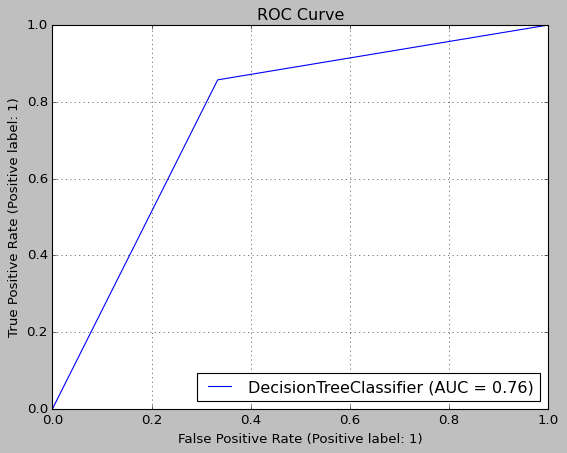 ROC Curve
1.0
0.8
0.6
0.4
0.2
0.0
True Positive Rate (Positive label: 1)
DecisionTreeClassifier (AUC = 0.76)
0.0 0.2 0.4 0.6 0.8 1.0
False Positive Rate (Positive label: 1)